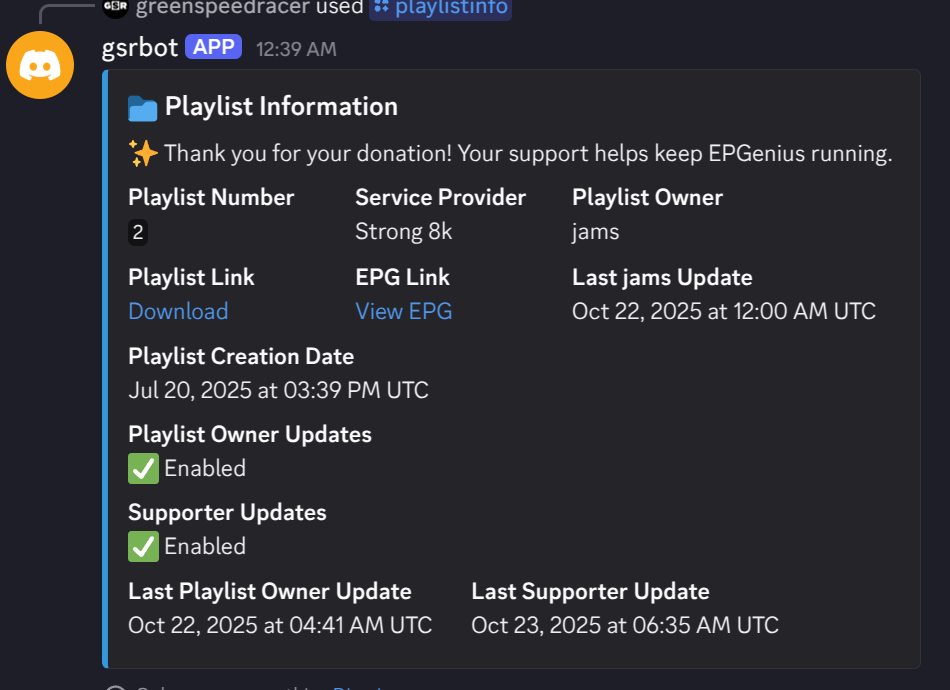 GSR greenspeedracer used playlistinfo
gsrbot APP 12:39 AM
Playlist Information
Thank you for your donation! Your support helps keep EPGenius running.
Playlist Number Service Provider Playlist Owner
2 Strong 8k jams
Playlist Link EPG Link Last jams Update
Download View EPG Oct 22, 2025 at 12:00 AM UTC
Playlist Creation Date
Jul 20, 2025 at 03:39 PM UTC
Playlist Owner Updates
Enabled
Supporter Updates
Enabled
Last Playlist Owner Update Last Supporter Update
Oct 22, 2025 at 04:41 AM UTC Oct 23, 2025 at 06:35 AM UTC